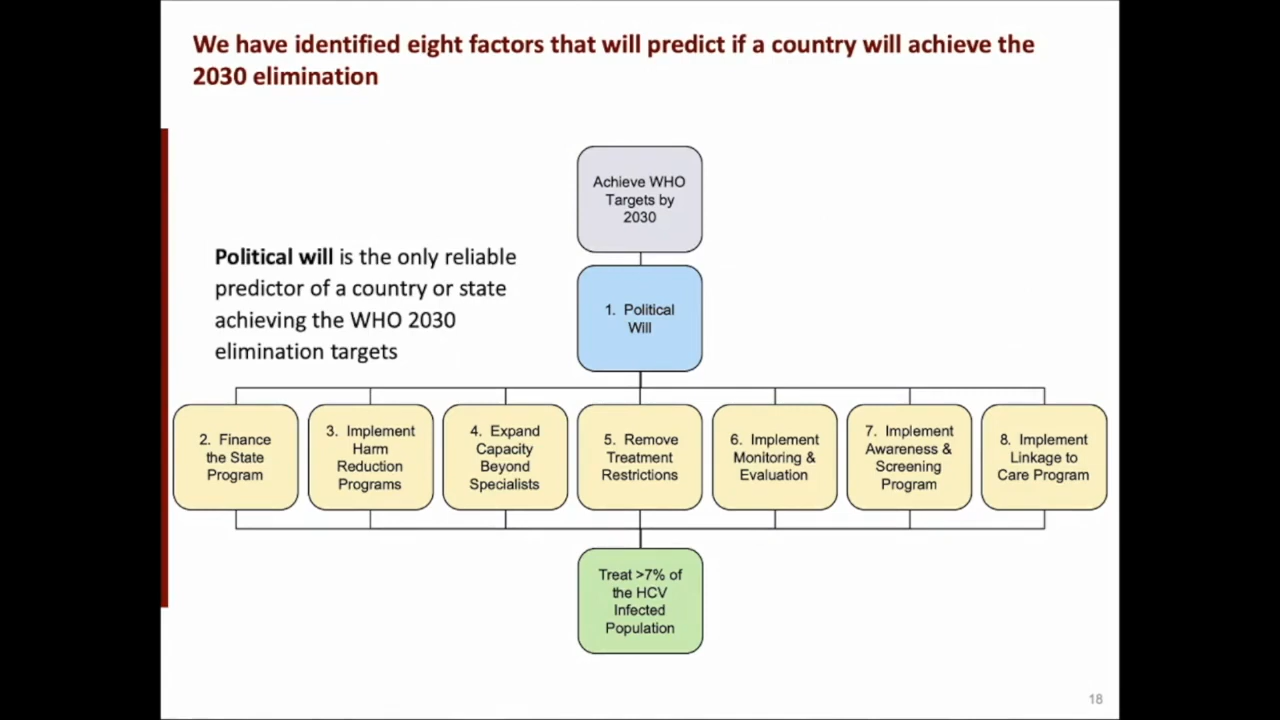 We have identified eight factors that will predict if a country will achieve the
2030 elimination
Achieve WHO
Targets by
2030
Political will is the only reliable
predictor of a country or state
achieving the WHO 2030
elimination targets
1. Political
Will
2. Finance
the State
Program
3. Implement
Harm
Reduction
Programs
4. Expand
Capacity
Beyond
Specialists
5. Remove
Treatment
Restrictions
6. Implement
Monitoring &
Evaluation
7. Implement
Awareness &
Screening
Program
8. Implement
Linkage to
Care Program
Treat >7% of
the HCV
Infected
Population
18